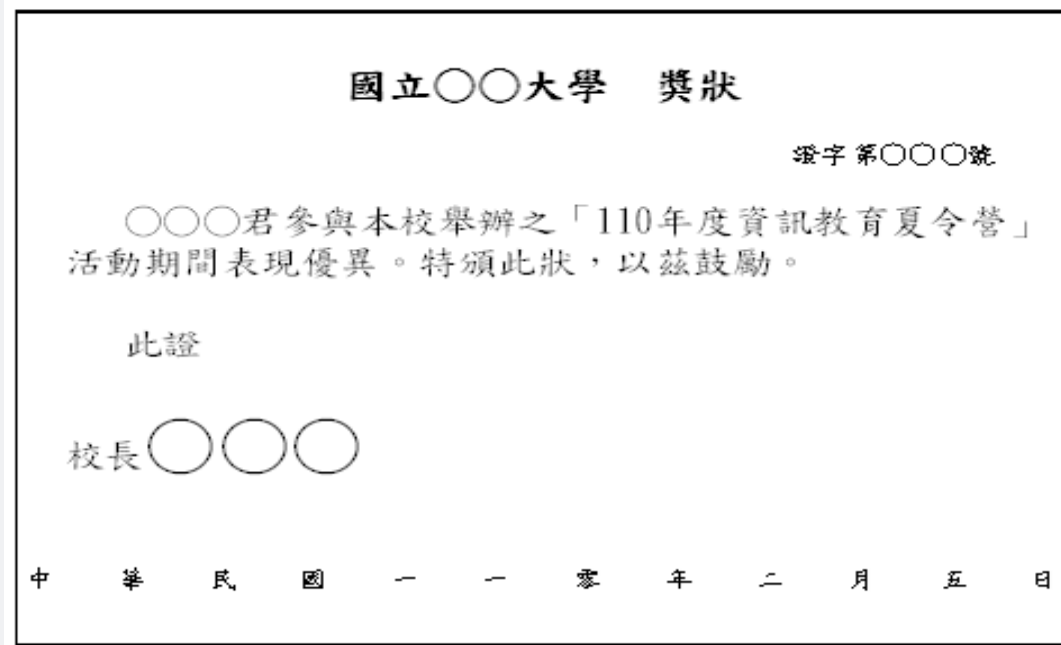 國立○○大學　獎狀
證字第○○○號
○○○君參與本校舉辦之「110年度資訊教育夏令營」
活動期間表現優異。特頒此狀，以茲鼓勵。
此證
校長○○○
中華民國一一零年二月五日